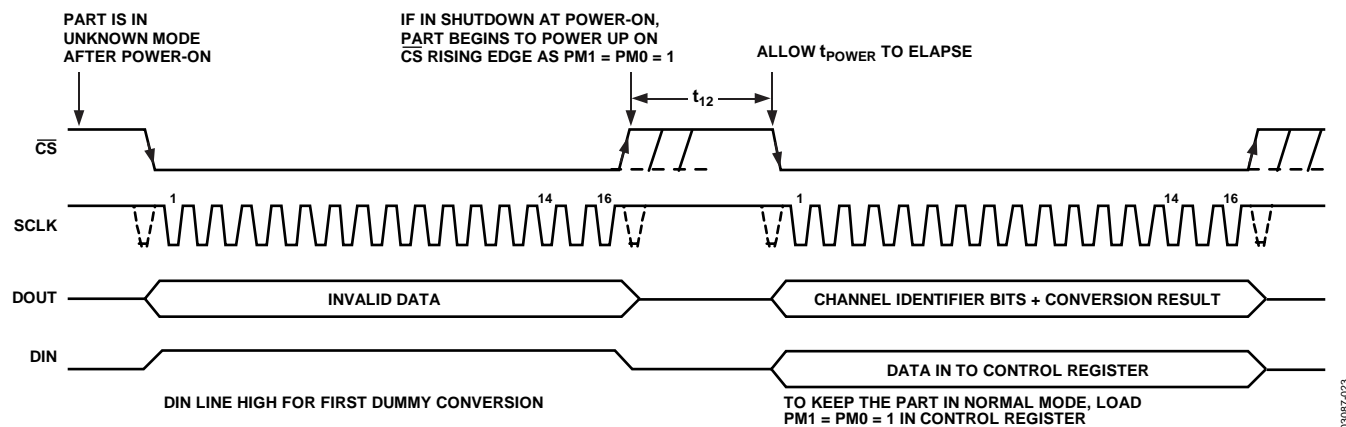 PART IS IN
UNKNOWN MODE
AFTER POWER-ON
IF IN SHUTDOWN AT POWER-ON,
PART BEGINS TO POWER UP ON
CS RISING EDGE AS PM1 = PM0 = 1
ALLOW tPOWER TO ELAPSE
t12
CS
SCLK
1
14
16
1
14
16
DOUT
INVALID DATA
CHANNEL IDENTIFIER BITS + CONVERSION RESULT
DIN
DATA IN TO CONTROL REGISTER
DIN LINE HIGH FOR FIRST DUMMY CONVERSION
TO KEEP THE PART IN NORMAL MODE, LOAD
PM1 = PM0 = 1 IN CONTROL REGISTER
03087-023